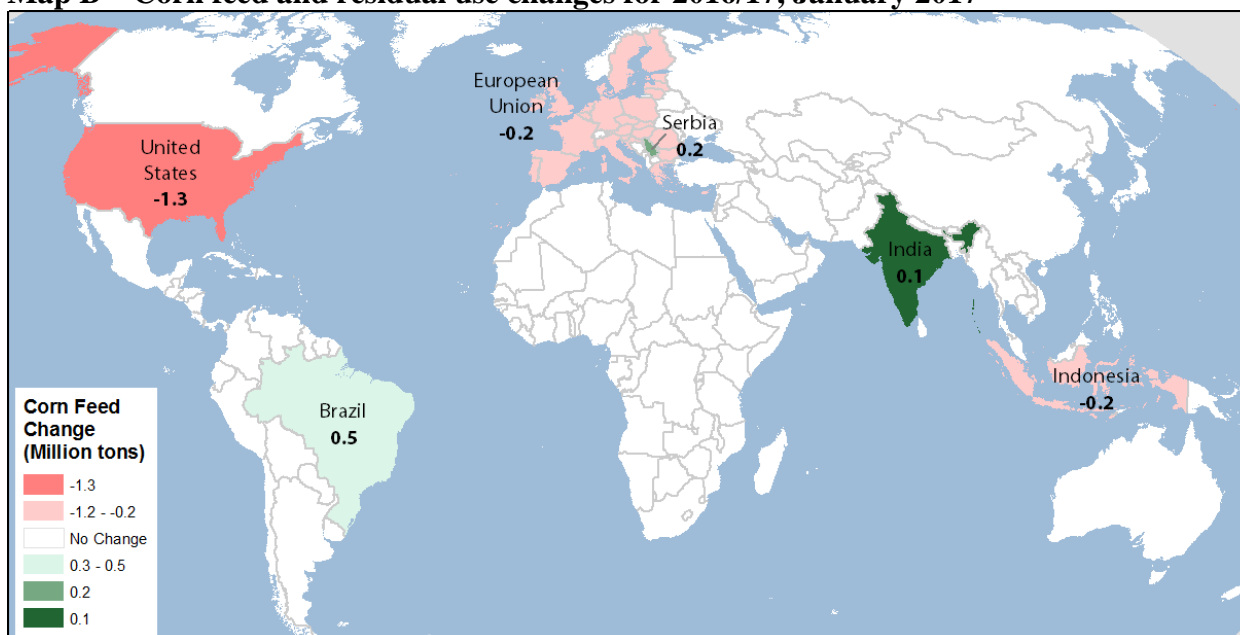 Map D – Corn feed and residual use changes for 2016/17, January 2017
European
Union
-0.2
Serbia
0.2
United
States
-1.3
India
0.1
Indonesia
-0.2
Brazil
0.5
Corn Feed
Change
(Million tons)
-1.3
-1.2 - -0.2
No Change
0.3 - 0.5
0.2
0.1